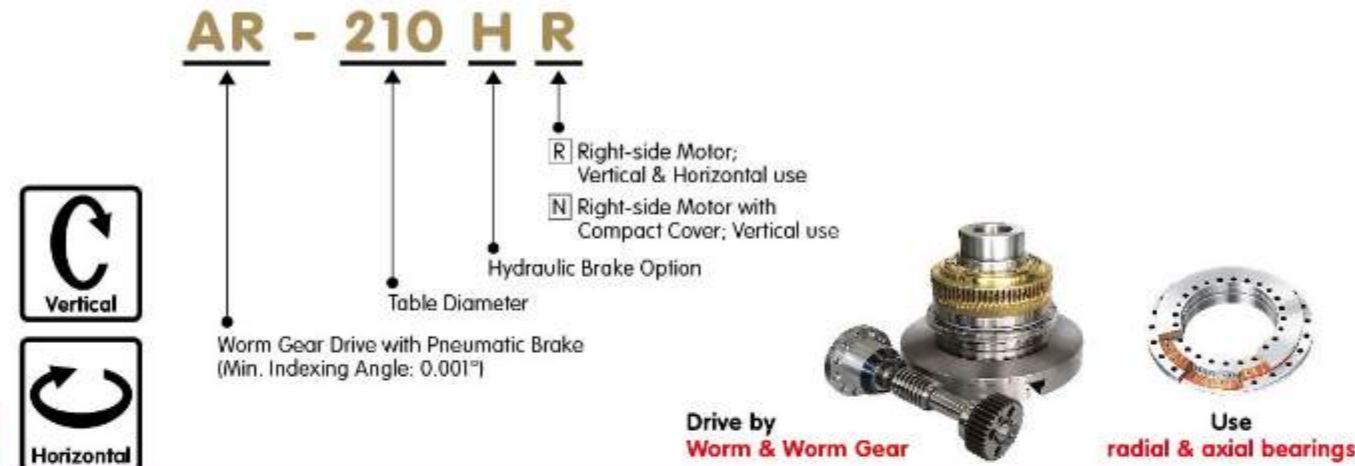 AR - 210 H R
R Right-side Motor;
Vertical & Horizontal use
N Right-side Motor with
Compact Cover; Vertical use
Hydraulic Brake Option
Table Diameter
Worm Gear Drive with Pneumatic Brake
(Min. Indexing Angle: 0.001°)
Vertical
Horizontal
Drive by
Worm & Worm Gear
Use
radial & axial bearings